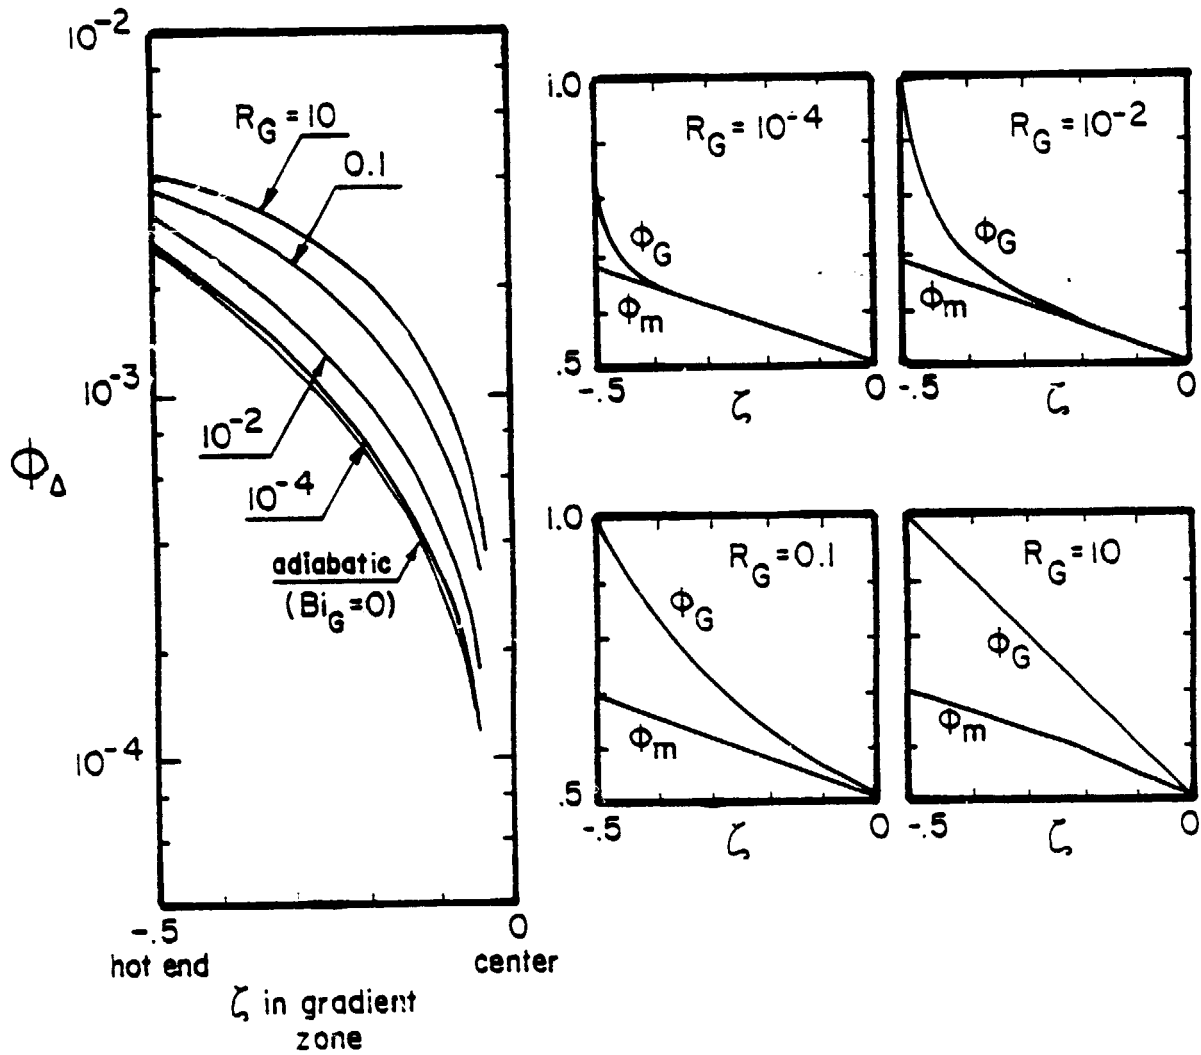 10⁻²
R_G = 10
0.1
10⁻³
10⁻²
10⁻⁴
Φ_Δ
adiabatic
(Bi_G=0)
10⁻⁴
-.5
0
hot end
center
ζ in gradient
zone
1.0
R_G = 10⁻⁴
Φ_G
Φ_m
.5
-.5
0
ζ
R_G = 10⁻²
Φ_G
Φ_m
-.5
0
ζ
1.0
R_G = 0.1
Φ_G
Φ_m
.5
-.5
0
ζ
R_G = 10
Φ_G
Φ_m
-.5
0
ζ